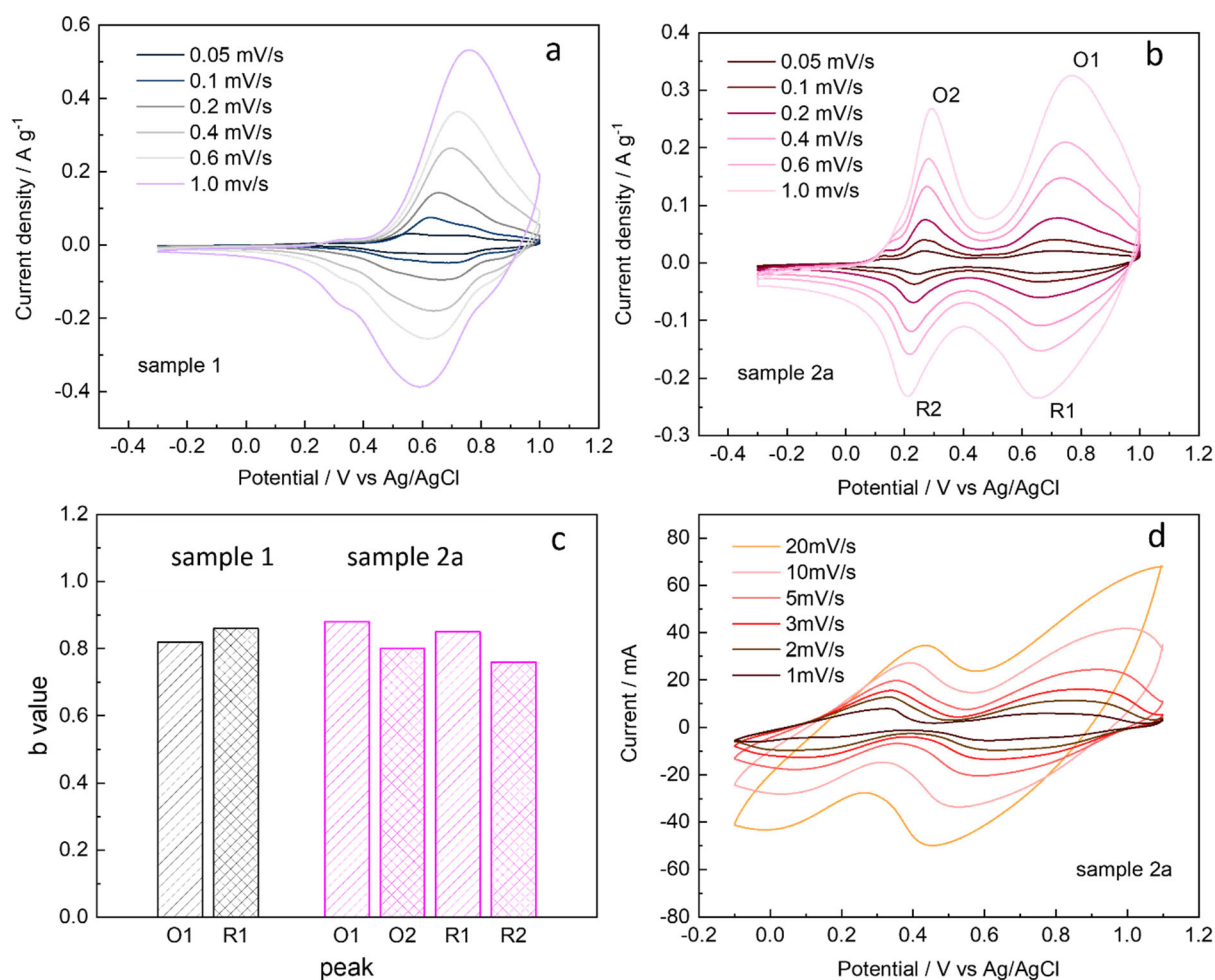 a
0.05 mV/s
0.1 mV/s
0.2 mV/s
0.4 mV/s
0.6 mV/s
1.0 mv/s
sample 1
0.6
0.4
0.2
0.0
-0.2
-0.4
Current density / A g⁻¹
-0.4 -0.2 0.0 0.2 0.4 0.6 0.8 1.0 1.2
Potential / V vs Ag/AgCl
b
0.05 mV/s
0.1 mV/s
0.2 mV/s
0.4 mV/s
0.6 mV/s
1.0 mv/s
O1
O2
R2
R1
sample 2a
0.4
0.3
0.2
0.1
0.0
-0.1
-0.2
-0.3
Current density / A g⁻¹
-0.4 -0.2 0.0 0.2 0.4 0.6 0.8 1.0 1.2
Potential / V vs Ag/AgCl
c
sample 1 sample 2a
1.2
1.0
0.8
0.6
0.4
0.2
0.0
b value
O1 R1 O1 O2 R1 R2
peak
d
20mV/s
10mV/s
5mV/s
3mV/s
2mV/s
1mV/s
sample 2a
80
60
40
20
0
-20
-40
-60
-80
Current / mA
-0.2 0.0 0.2 0.4 0.6 0.8 1.0 1.2
Potential / V vs Ag/AgCl